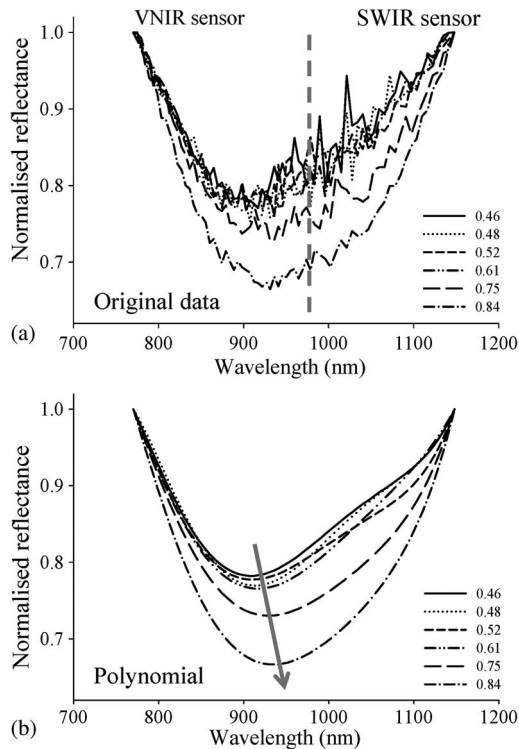 VNIR sensor SWIR sensor
1.0
0.9
0.8
0.7
Normalised reflectance
0.46
0.48
0.52
0.61
0.75
0.84
Original data
(a)
700 800 900 1000 1100 1200
Wavelength (nm)
1.0
0.9
0.8
0.7
Normalised reflectance
0.46
0.48
0.52
0.61
0.75
0.84
Polynomial
(b)
700 800 900 1000 1100 1200
Wavelength (nm)